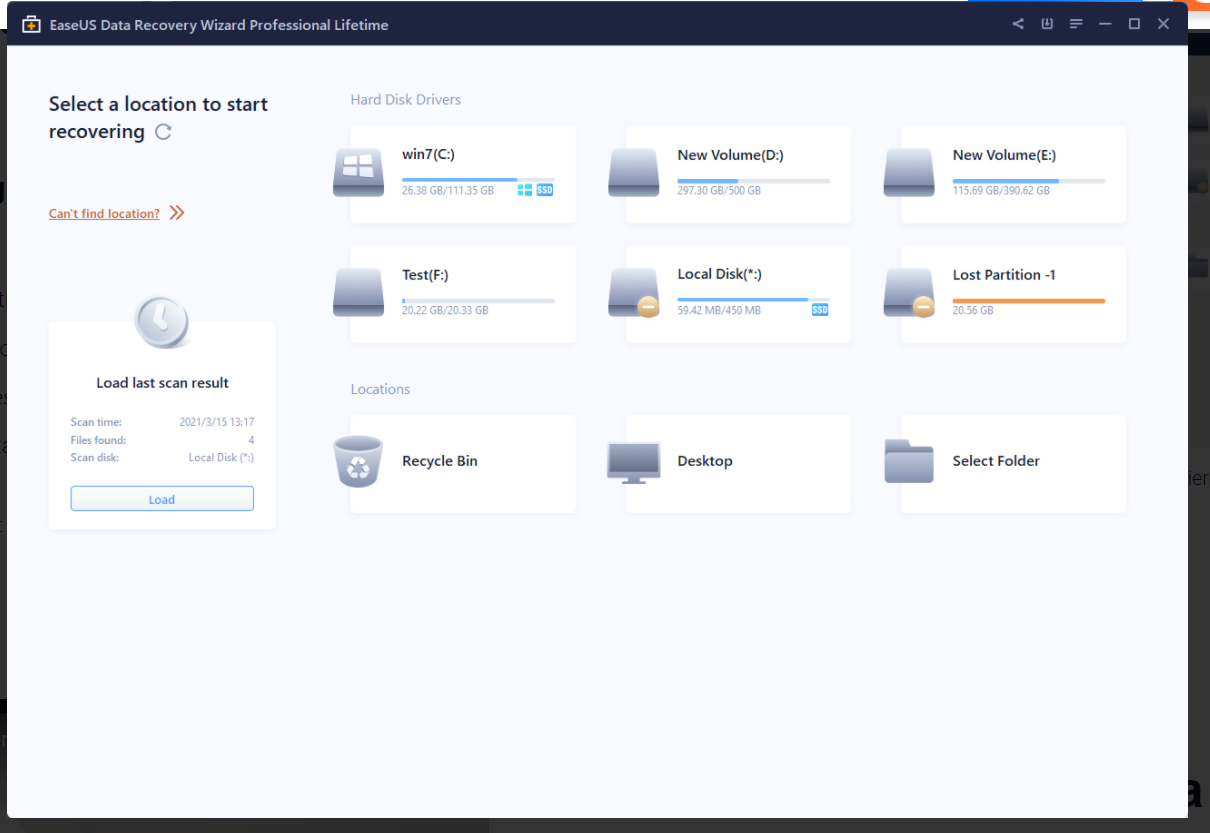 EaseUS Data Recovery Wizard Professional Lifetime
Select a location to start
recovering
Can't find location?
Load last scan result
Scan time: 2021/3/15 13:17
Files found: 4
Scan disk: Local Disk (*:)
Load
Hard Disk Drivers
win7(C:)
26.38 GB/111.35 GB
SSD
New Volume(D:)
297.30 GB/500 GB
New Volume(E:)
115.69 GB/390.62 GB
Test(F:)
20.22 GB/20.33 GB
Local Disk(*:)
59.42 MB/450 MB
SSD
Lost Partition -1
20.56 GB
Locations
Recycle Bin
Desktop
Select Folder